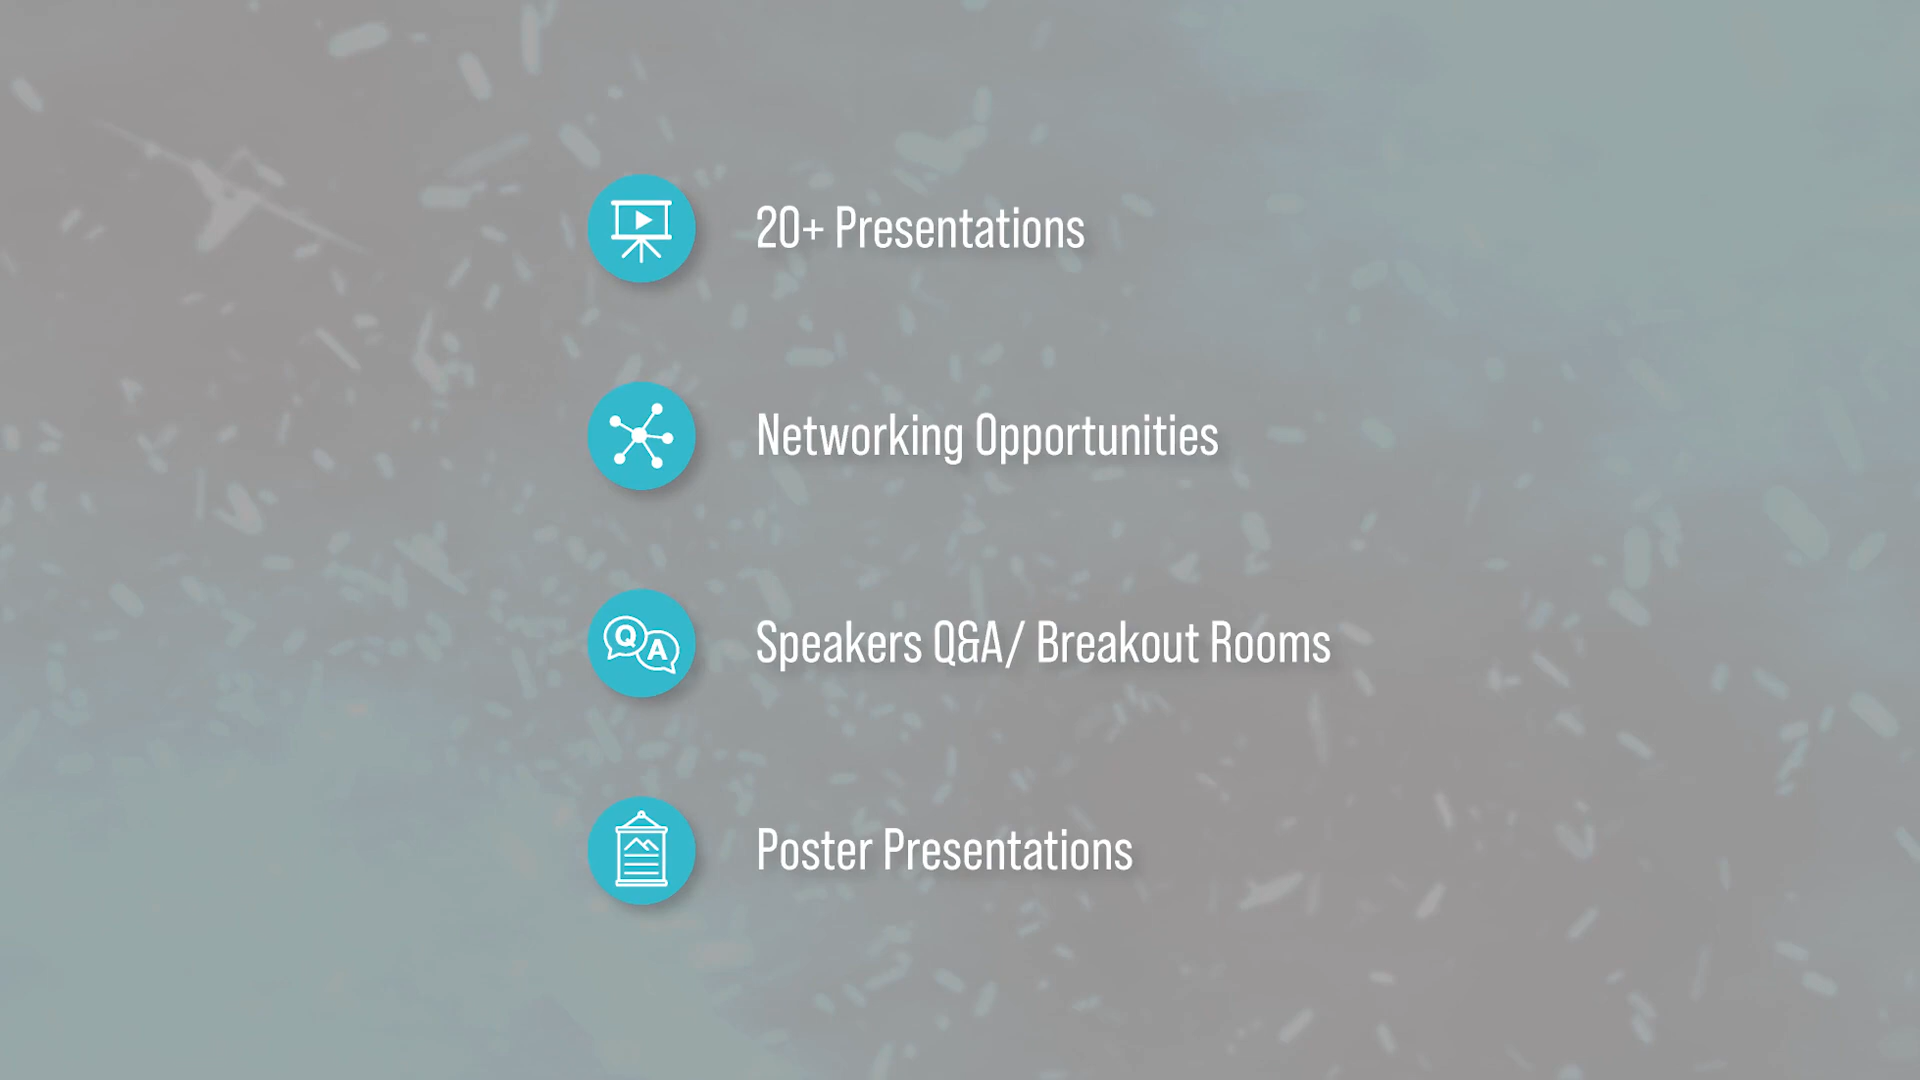 20+ Presentations
Networking Opportunities
Q A
Speakers Q&A/ Breakout Rooms
Poster Presentations